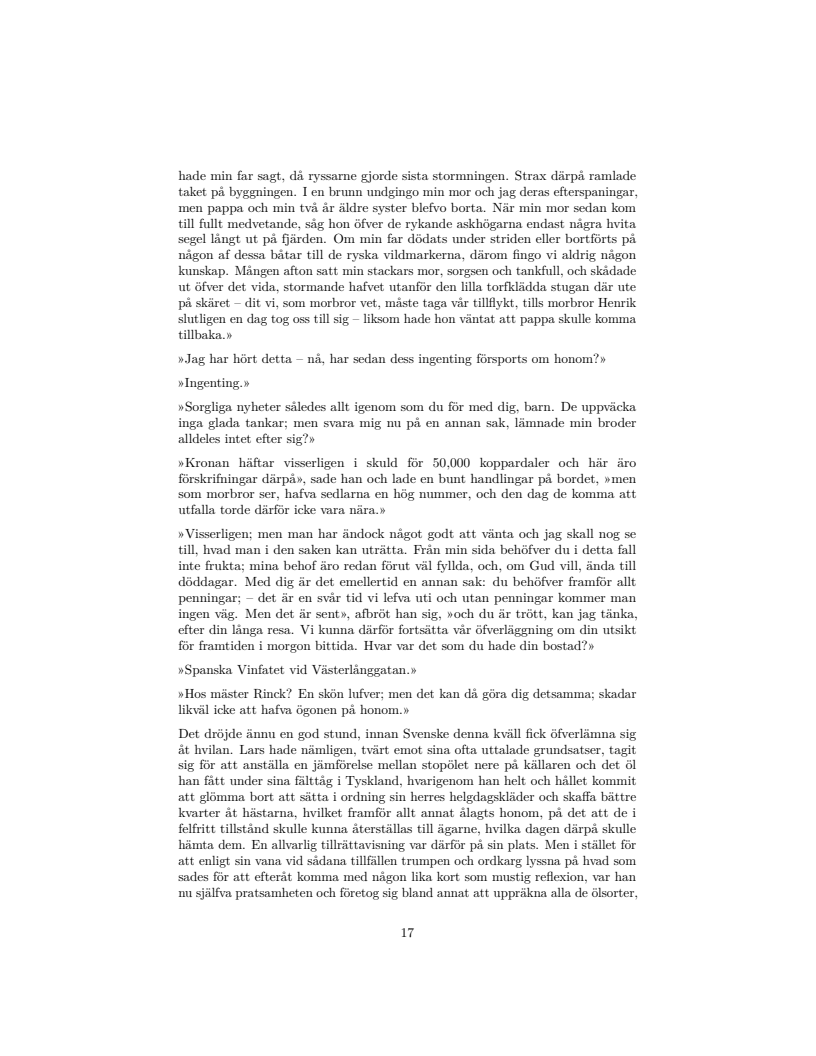 hade min far sagt, då ryssarne gjorde sista stormningen. Strax därpå ramlade
taket på byggningen. I en brunn undgingo min mor och jag deras efterspaningar,
men pappa och min två år äldre syster blefvo borta. När min mor sedan kom
till fullt medvetande, såg hon öfver de rykande askhögarna endast några hvita
segel långt ut på fjärden. Om min far dödats under striden eller bortförts på
någon af dessa båtar till de ryska vildmarkerna, därom fingo vi aldrig någon
kunskap. Mången afton satt min stackars mor, sorgsen och tankfull, och skådade
ut öfver det vida, stormande hafvet utanför den lilla torfklädda stugan där ute
på skäret – dit vi, som morbror vet, måste taga vår tillflykt, tills morbror Henrik
slutligen en dag tog oss till sig – liksom hade hon väntat att pappa skulle komma
tillbaka.»
»Jag har hört detta – nå, har sedan dess ingenting försports om honom?»
»Ingenting.»
»Sorgliga nyheter således allt igenom som du för med dig, barn. De uppväcka
inga glada tankar; men svara mig nu på en annan sak, lämnade min broder
alldeles intet efter sig?»
»Kronan häftar visserligen i skuld för 50,000 koppardaler och här äro
förskrifningar därpå», sade han och lade en bunt handlingar på bordet, »men
som morbror ser, hafva sedlarna en hög nummer, och den dag de komma att
utfalla torde därför icke vara nära.»
»Visserligen; men man har ändock något godt att vänta och jag skall nog se
till, hvad man i den saken kan uträtta. Från min sida behöfver du i detta fall
inte frukta; mina behof äro redan förut väl fyllda, och, om Gud vill, ända till
döddagar. Med dig är det emellertid en annan sak: du behöfver framför allt
penningar; – det är en svår tid vi lefva uti och utan penningar kommer man
ingen väg. Men det är sent», afbröt han sig, »och du är trött, kan jag tänka,
efter din långa resa. Vi kunna därför fortsätta vår öfverläggning om din utsikt
för framtiden i morgon bittida. Hvar var det som du hade din bostad?»
»Spanska Vinfatet vid Västerlånggatan.»
»Hos mäster Rinck? En skön lufver; men det kan då göra dig detsamma; skadar
likväl icke att hafva ögonen på honom.»
Det dröjde ännu en god stund, innan Svenske denna kväll fick öfverlämna sig
åt hvilan. Lars hade nämligen, tvärt emot sina ofta uttalade grundsatser, tagit
sig för att anställa en jämförelse mellan stopölet nere på källaren och det öl
han fått under sina fälttåg i Tyskland, hvarigenom han helt och hållet kommit
att glömma bort att sätta i ordning sin herres helgdagskläder och skaffa bättre
kvarter åt hästarna, hvilket framför allt annat ålagts honom, på det att de i
felfritt tillstånd skulle kunna återställas till ägarne, hvilka dagen därpå skulle
hämta dem. En allvarlig tillrättavisning var därför på sin plats. Men i stället för
att enligt sin vana vid sådana tillfällen trumpen och ordkarg lyssna på hvad som
sades för att efteråt komma med någon lika kort som mustig reflexion, var han
nu själfva pratsamheten och företog sig bland annat att uppräkna alla de ölsorter,
17